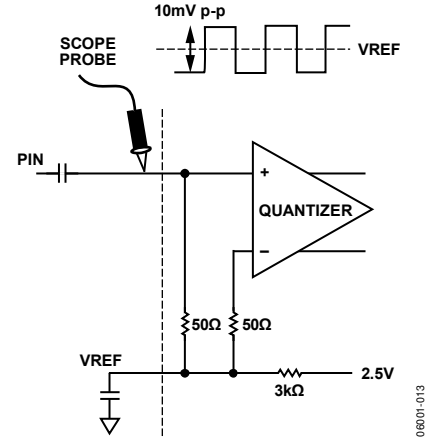 10mV p-p
VREF
SCOPE
PROBE
PIN
+
QUANTIZER
–
50Ω
50Ω
VREF
2.5V
3kΩ
06001-013